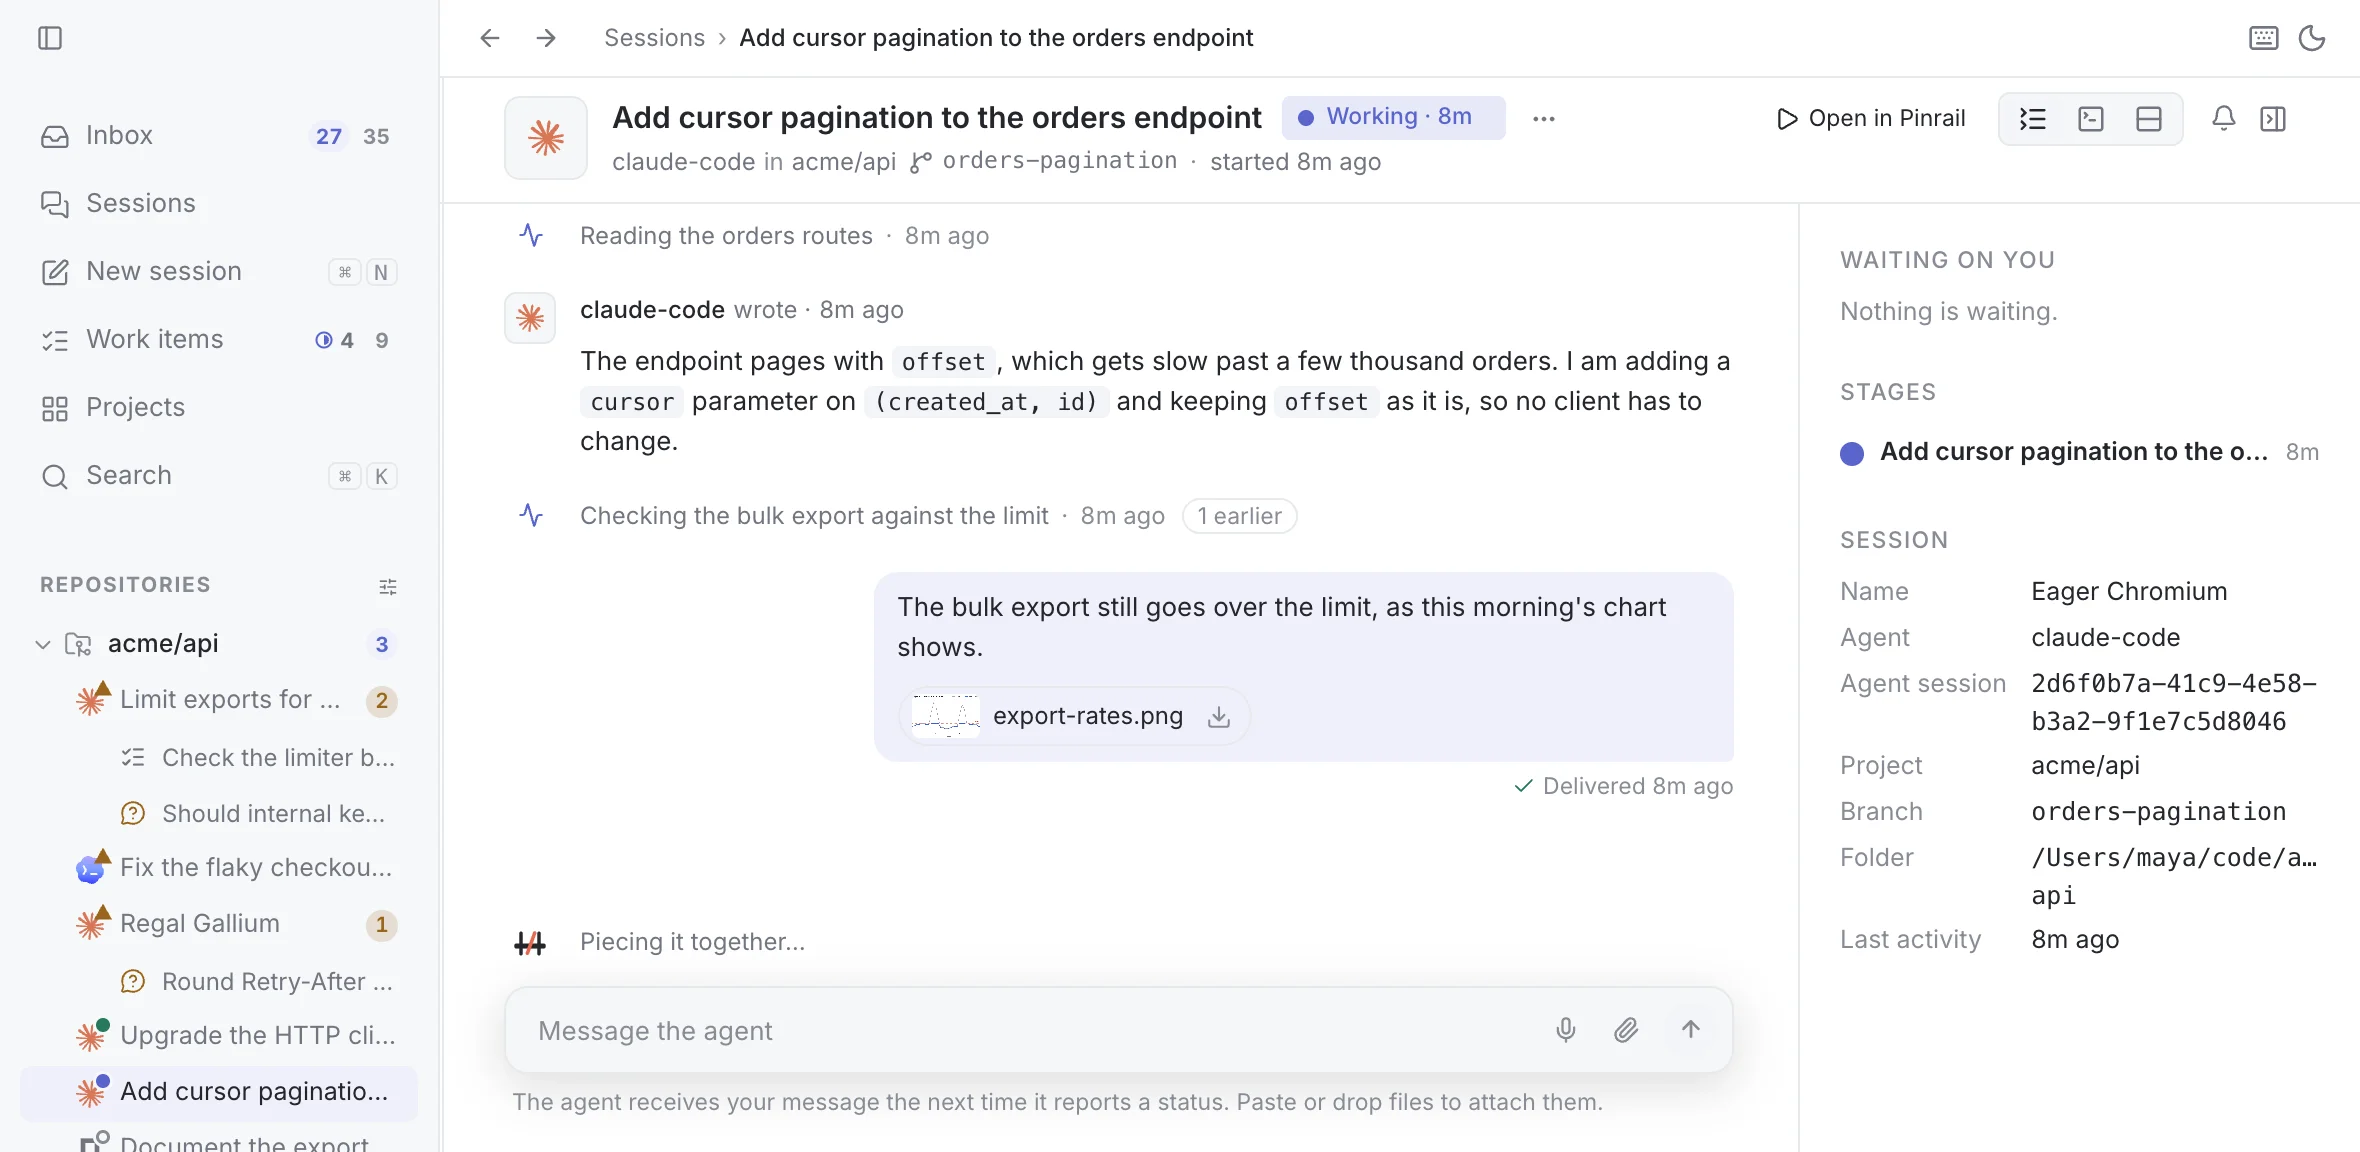 Sessions › Add cursor pagination to the orders endpoint
Inbox 27 35
Sessions
New session ⌘ N
Work items 4 9
Projects
Search ⌘ K
REPOSITORIES
acme/api 3
Limit exports for ... 2
Check the limiter b...
Should internal ke...
Fix the flaky checkou...
Regal Gallium 1
Round Retry-After ...
Upgrade the HTTP cli...
Add cursor paginatio...
Document the export
Add cursor pagination to the orders endpoint
Working · 8m
claude-code in acme/api orders-pagination · started 8m ago
Open in Pinrail
Reading the orders routes · 8m ago
claude-code wrote · 8m ago
The endpoint pages with offset, which gets slow past a few thousand orders. I am adding a
cursor parameter on (created_at, id) and keeping offset as it is, so no client has to
change.
Checking the bulk export against the limit · 8m ago 1 earlier
The bulk export still goes over the limit, as this morning's chart
shows.
export-rates.png
Delivered 8m ago
Piecing it together...
Message the agent
The agent receives your message the next time it reports a status. Paste or drop files to attach them.
WAITING ON YOU
Nothing is waiting.
STAGES
Add cursor pagination to the o... 8m
SESSION
Name Eager Chromium
Agent claude-code
Agent session 2d6f0b7a-41c9-4e58-
b3a2-9f1e7c5d8046
Project acme/api
Branch orders-pagination
Folder /Users/maya/code/a...
api
Last activity 8m ago